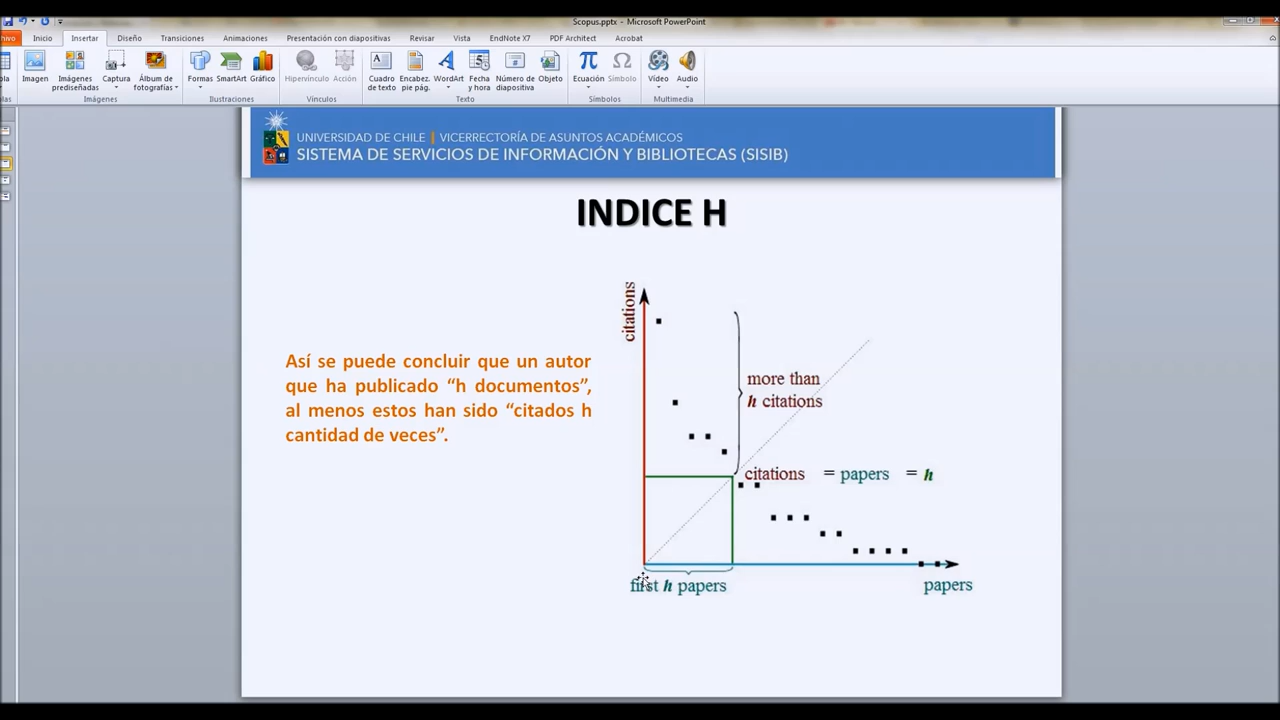 Scopus.pptx - Microsoft PowerPoint
Inicio Insertar Diseño Transiciones Animaciones Presentación con diapositivas Revisar Vista EndNote X7 PDF Architect Acrobat
Imagen Imágenes prediseñadas Captura Álbum de fotografías Formas SmartArt Gráfico Hipervínculo Acción Cuadro de texto Encabez. pie pág. WordArt Fecha y hora Número de diapositiva Objeto Ecuación Símbolo Vídeo Audio
Imágenes Ilustraciones Vínculos Texto Símbolos Multimedia
UNIVERSIDAD DE CHILE | VICERRECTORÍA DE ASUNTOS ACADÉMICOS
SISTEMA DE SERVICIOS DE INFORMACIÓN Y BIBLIOTECAS (SISIB)
INDICE H
Así se puede concluir que un autor
que ha publicado “h documentos”,
al menos estos han sido “citados h
cantidad de veces”.
citations
more than
h citations
citations = papers = h
first h papers
papers